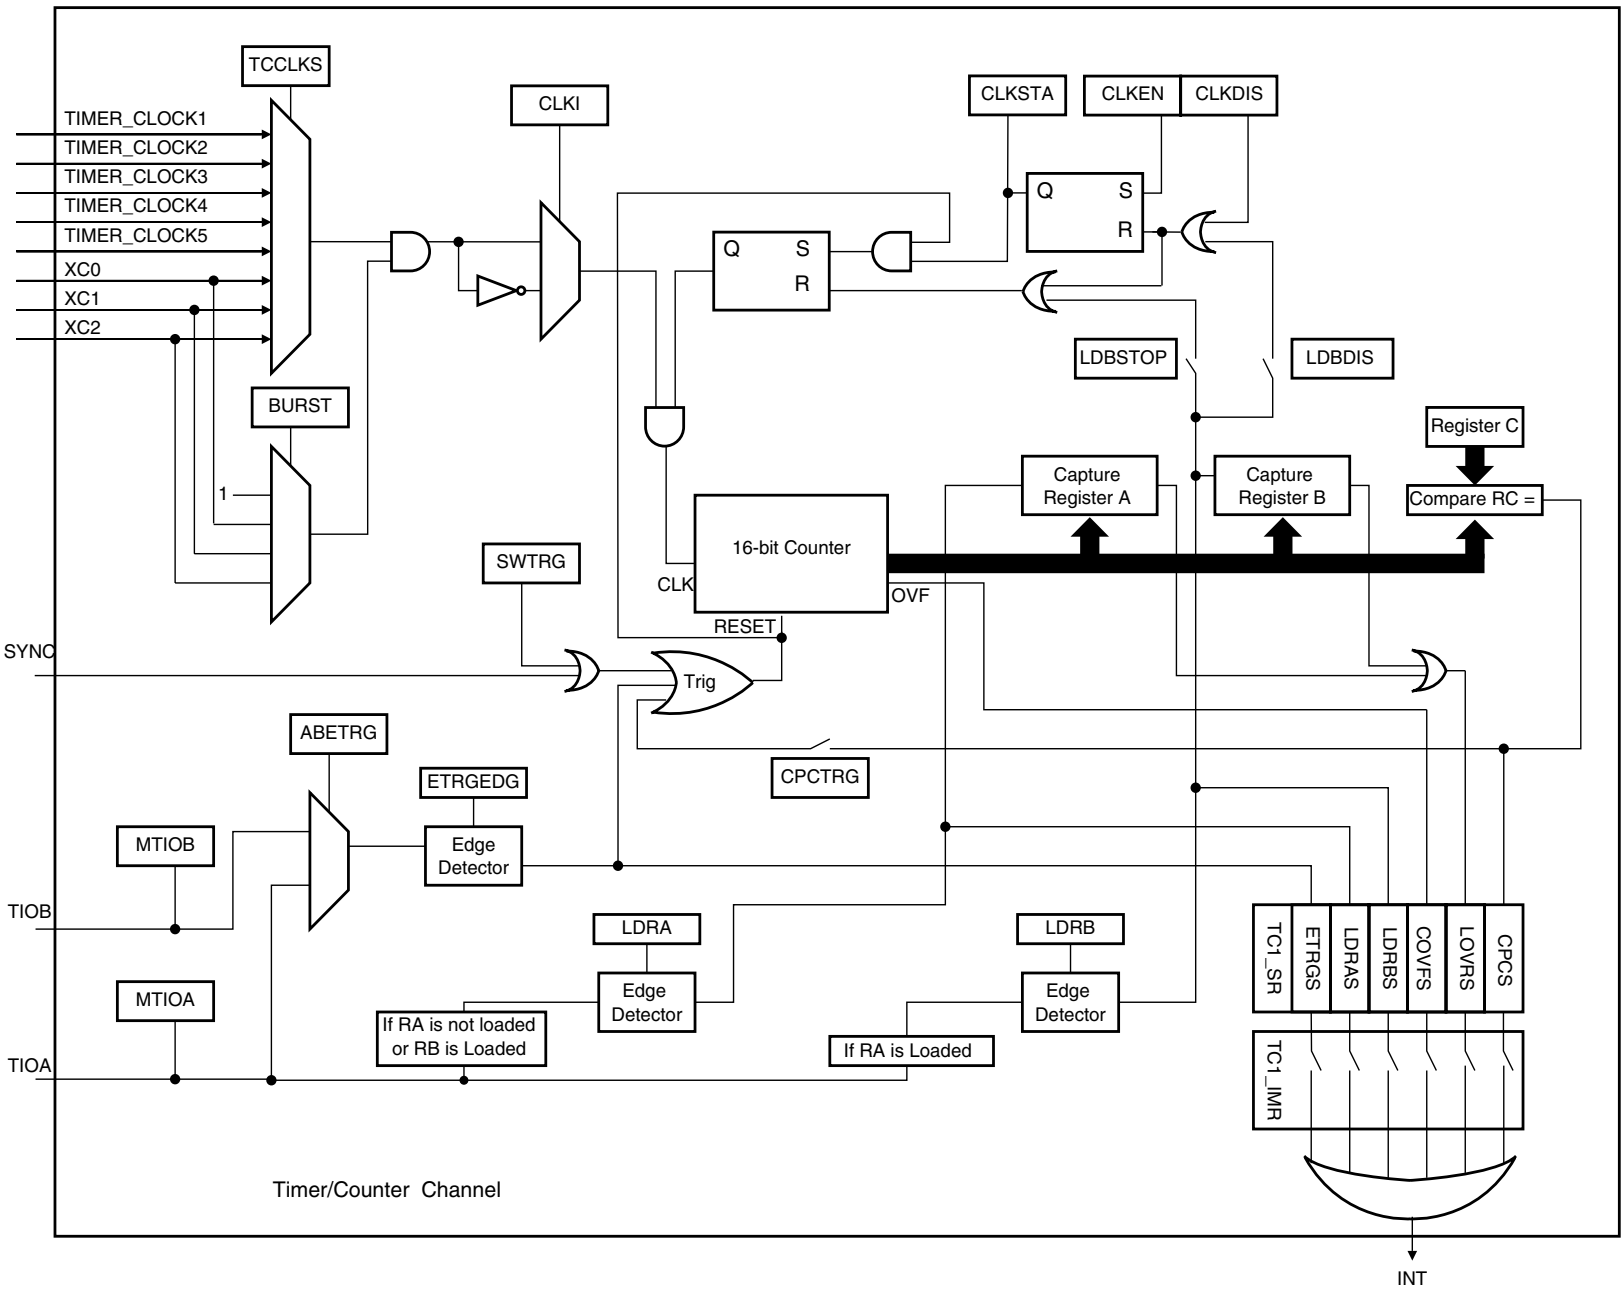 TCCLKS
CLKI
CLKSTA
CLKEN
CLKDIS
TIMER_CLOCK1
TIMER_CLOCK2
TIMER_CLOCK3
TIMER_CLOCK4
TIMER_CLOCK5
XC0
XC1
XC2
Q
S
R
Q
S
R
LDBSTOP
LDBDIS
BURST
1
Register C
Capture
Register A
Capture
Register B
Compare RC =
16-bit Counter
SWTRG
CLK
OVF
RESET
SYNC
Trig
ABETRG
CPCTRG
ETRGEDG
MTIOB
Edge
Detector
TIOB
LDRA
LDRB
TC1_SR
ETRGS
LDRAS
LDRBS
COVFS
LOVRS
CPCS
MTIOA
Edge
Detector
Edge
Detector
If RA is not loaded
or RB is Loaded
If RA is Loaded
TIOA
TC1_IMR
Timer/Counter Channel
INT